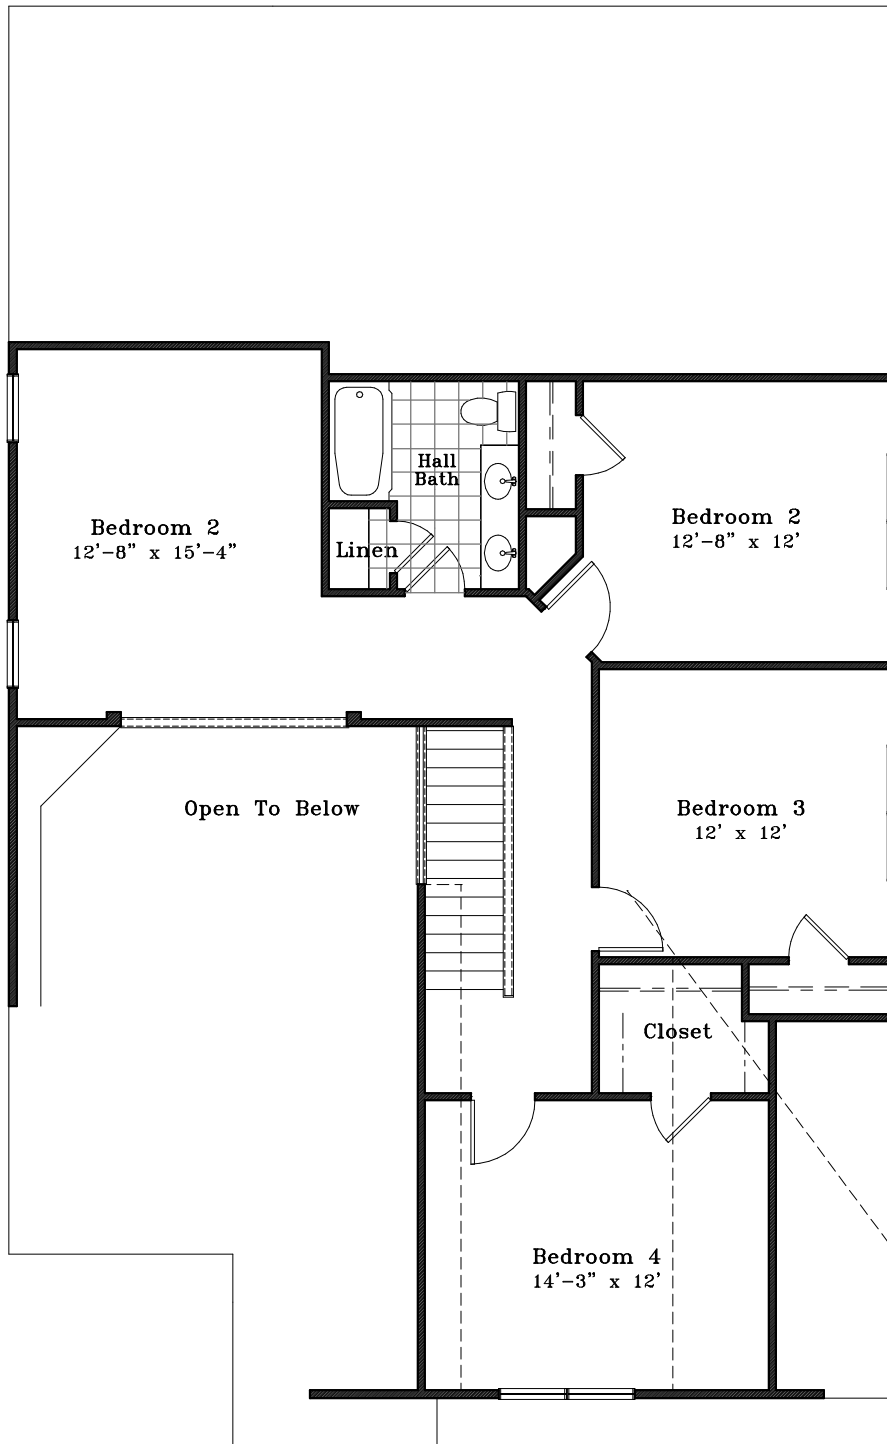 Hall
Bath
Bedroom 2
12'-8" x 15'-4"
Linen
Bedroom 2
12'-8" x 12'
Open To Below
Bedroom 3
12' x 12'
Closet
Bedroom 4
14'-3" x 12'